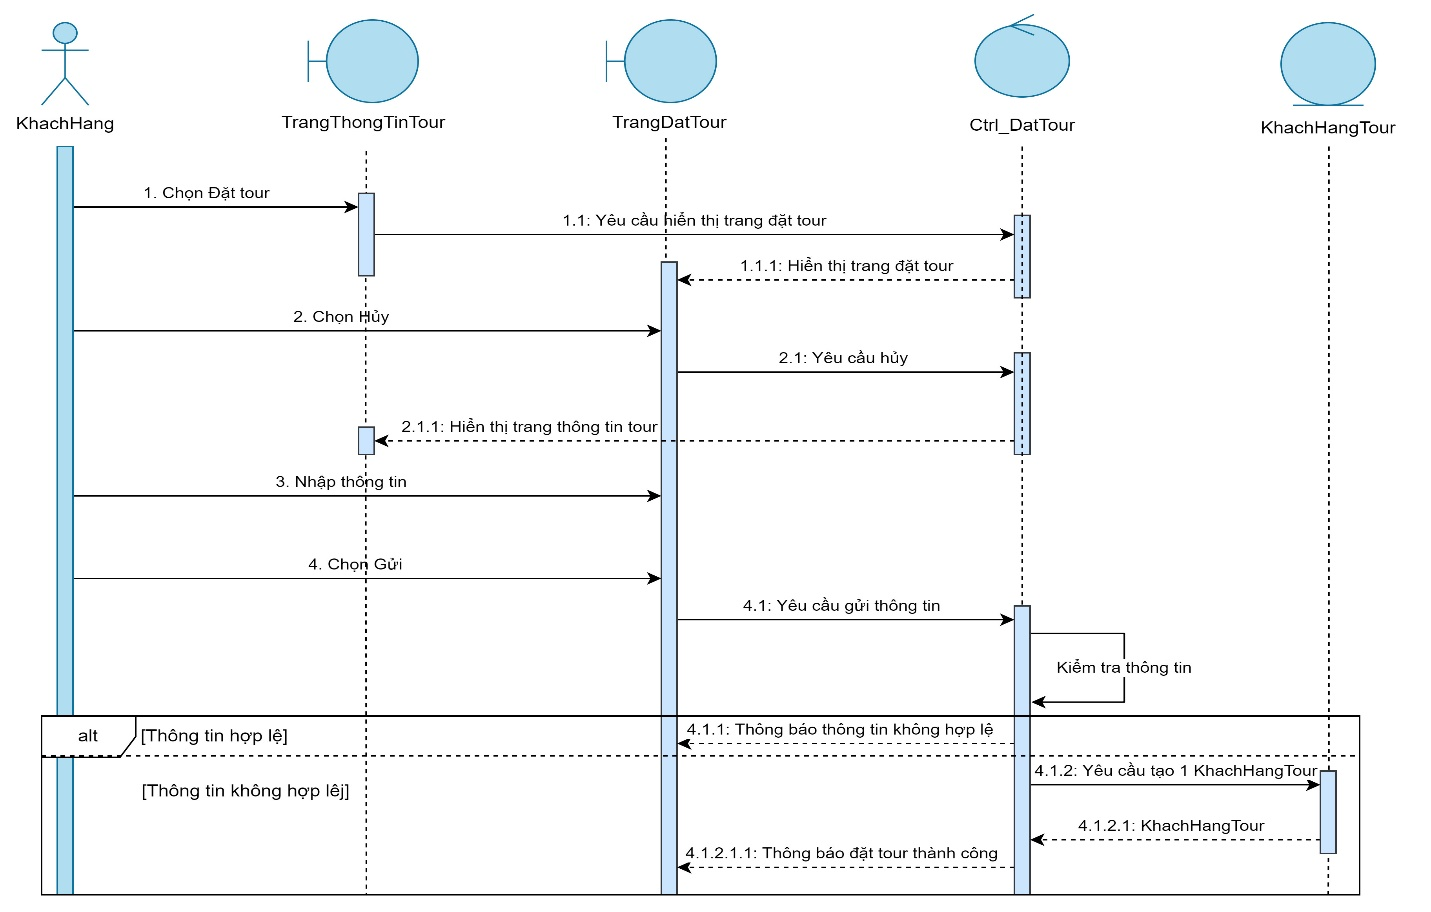 KhachHang
TrangThongTinTour
TrangDatTour
Ctrl_DatTour
KhachHangTour
1. Chọn Đặt tour
1.1: Yêu cầu hiển thị trang đặt tour
1.1.1: Hiển thị trang đặt tour
2. Chọn Hủy
2.1: Yêu cầu hủy
2.1.1: Hiển thị trang thông tin tour
3. Nhập thông tin
4. Chọn Gửi
4.1: Yêu cầu gửi thông tin
Kiểm tra thông tin
alt
[Thông tin hợp lệ]
4.1.1: Thông báo thông tin không hợp lệ
4.1.2: Yêu cầu tạo 1 KhachHangTour
[Thông tin không hợp lêj]
4.1.2.1: KhachHangTour
4.1.2.1.1: Thông báo đặt tour thành công